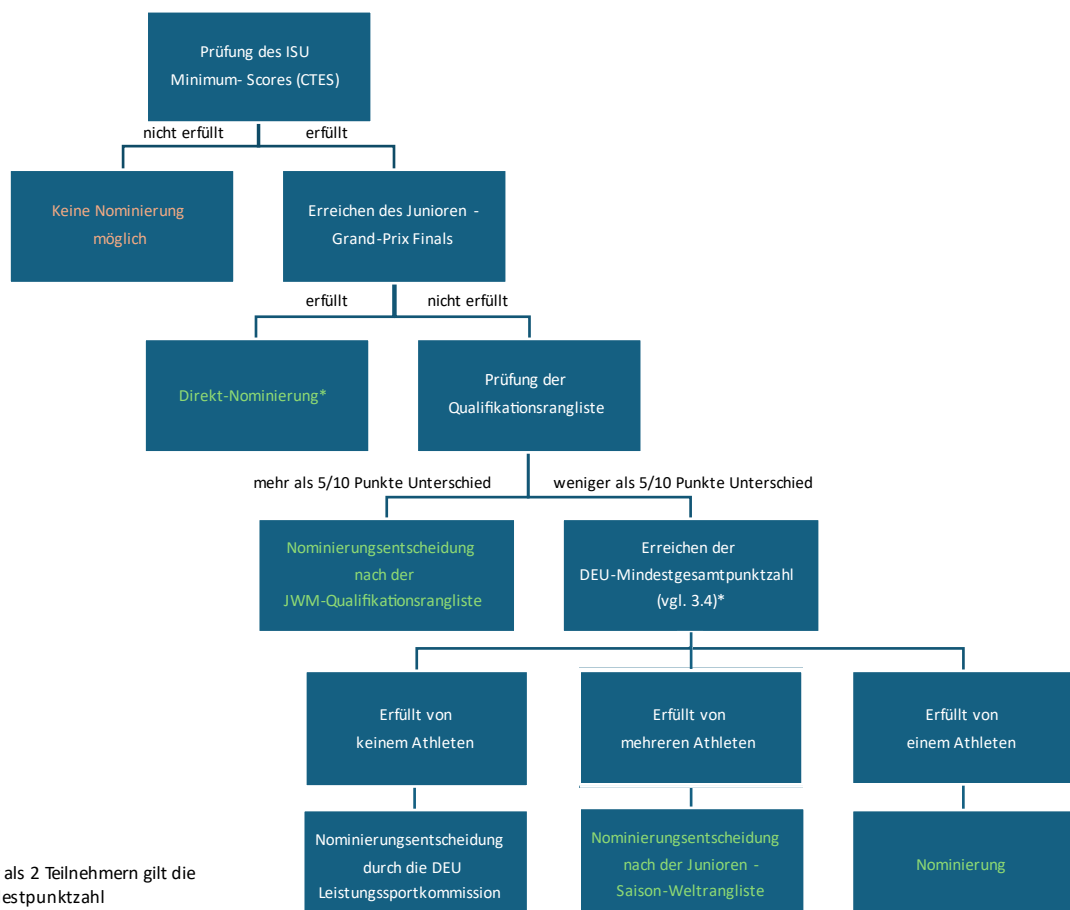 Prüfung des ISU
Minimum- Scores (CTES)
nicht erfüllt
erfüllt
Keine Nominierung
möglich
Erreichen des Junioren -
Grand-Prix Finals
erfüllt
nicht erfüllt
Direkt-Nominierung*
Prüfung der
Qualifikationsrangliste
mehr als 5/10 Punkte Unterschied
weniger als 5/10 Punkte Unterschied
Nominierungsentscheidung
nach der
JWM-Qualifikationsrangliste
Erreichen der
DEU-Mindestgesamtpunktzahl
(vgl. 3.4)*
Erfüllt von
keinem Athleten
Erfüllt von
mehreren Athleten
Erfüllt von
einem Athleten
Nominierungsentscheidung
durch die DEU
Leistungssportkommission
Nominierungsentscheidung
nach der Junioren -
Saison-Weltrangliste
Nominierung
als 2 Teilnehmern gilt die
estpunktzahl